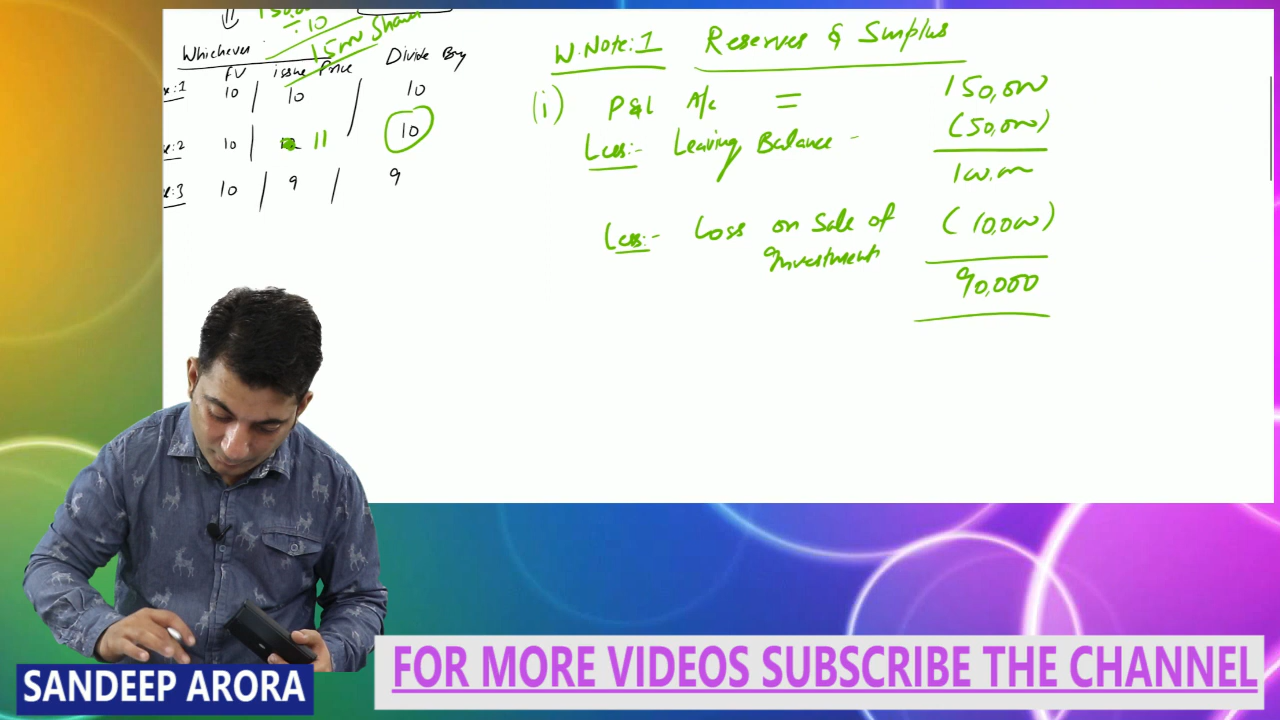 ÷10
Whichever
FV issue Price Divide By
10 10 10
10 11 10
:3 10 9 9
W.Note:1 Reserves & Surplus
(i) P&L A/c = 150,000
Less:- Leaving Balance - (50,000)
100,000
Less:- Loss on Sale of (10,000)
Investment
90,000
SANDEEP ARORA
FOR MORE VIDEOS SUBSCRIBE THE CHANNEL